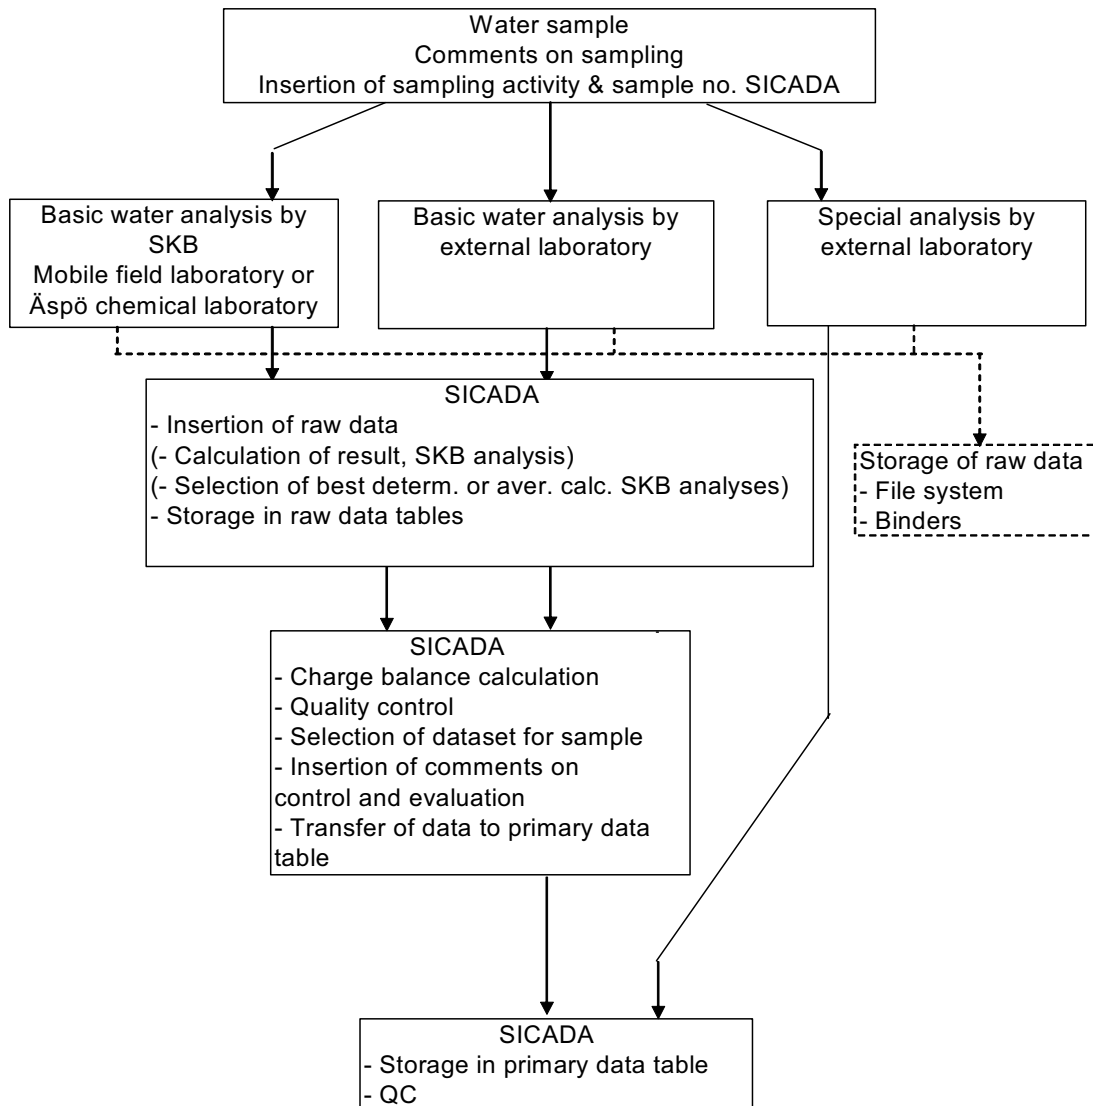 Water sample
Comments on sampling
Insertion of sampling activity & sample no. SICADA
Basic water analysis by
SKB
Mobile field laboratory or
Äspö chemical laboratory
Basic water analysis by
external laboratory
Special analysis by
external laboratory
SICADA
- Insertion of raw data
(- Calculation of result, SKB analysis)
(- Selection of best determ. or aver. calc. SKB analyses)
- Storage in raw data tables
Storage of raw data
- File system
- Binders
SICADA
- Charge balance calculation
- Quality control
- Selection of dataset for sample
- Insertion of comments on
control and evaluation
- Transfer of data to primary data
table
SICADA
- Storage in primary data table
- QC